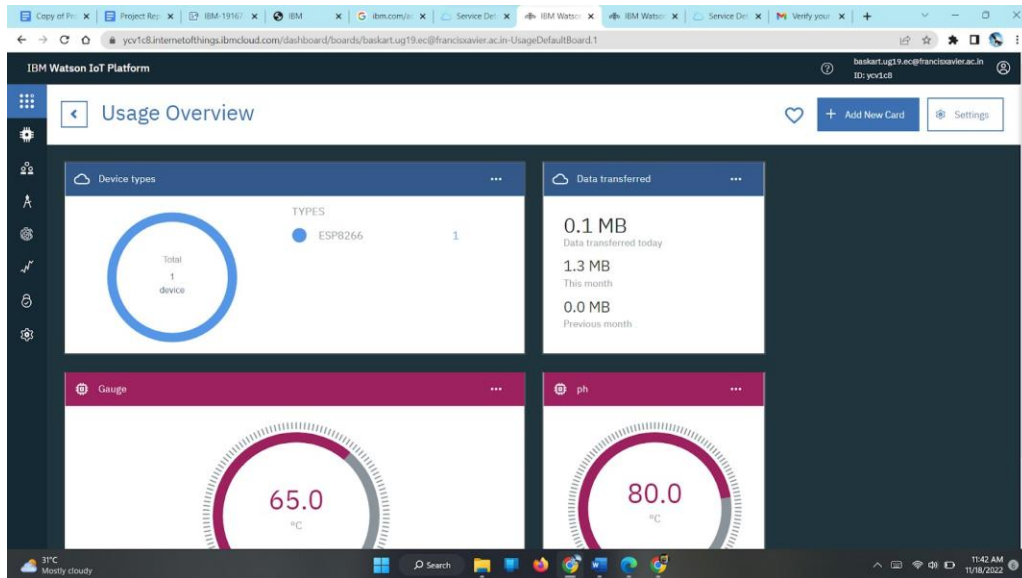 Copy of Pro
Project Rep
IBM-19167
IBM
ibm.com/ac
Service Det
IBM Watson
IBM Watson
Service Det
Verify your
ycv1c8.internetofthings.ibmcloud.com/dashboard/boards/baskart.ug19.ec@francisxavier.ac.in-UsageDefaultBoard.1
IBM Watson IoT Platform
baskart.ug19.ec@francisxavier.ac.in
ID: ycv1c8
Usage Overview
+ Add New Card
Settings
Device types
Data transferred
Total
1
device
TYPES
ESP8266 1
0.1 MB
Data transferred today
1.3 MB
This month
0.0 MB
Previous month
Gauge
ph
65.0
°C
80.0
°C
31°C
Mostly cloudy
Search
11:42 AM
11/18/2022